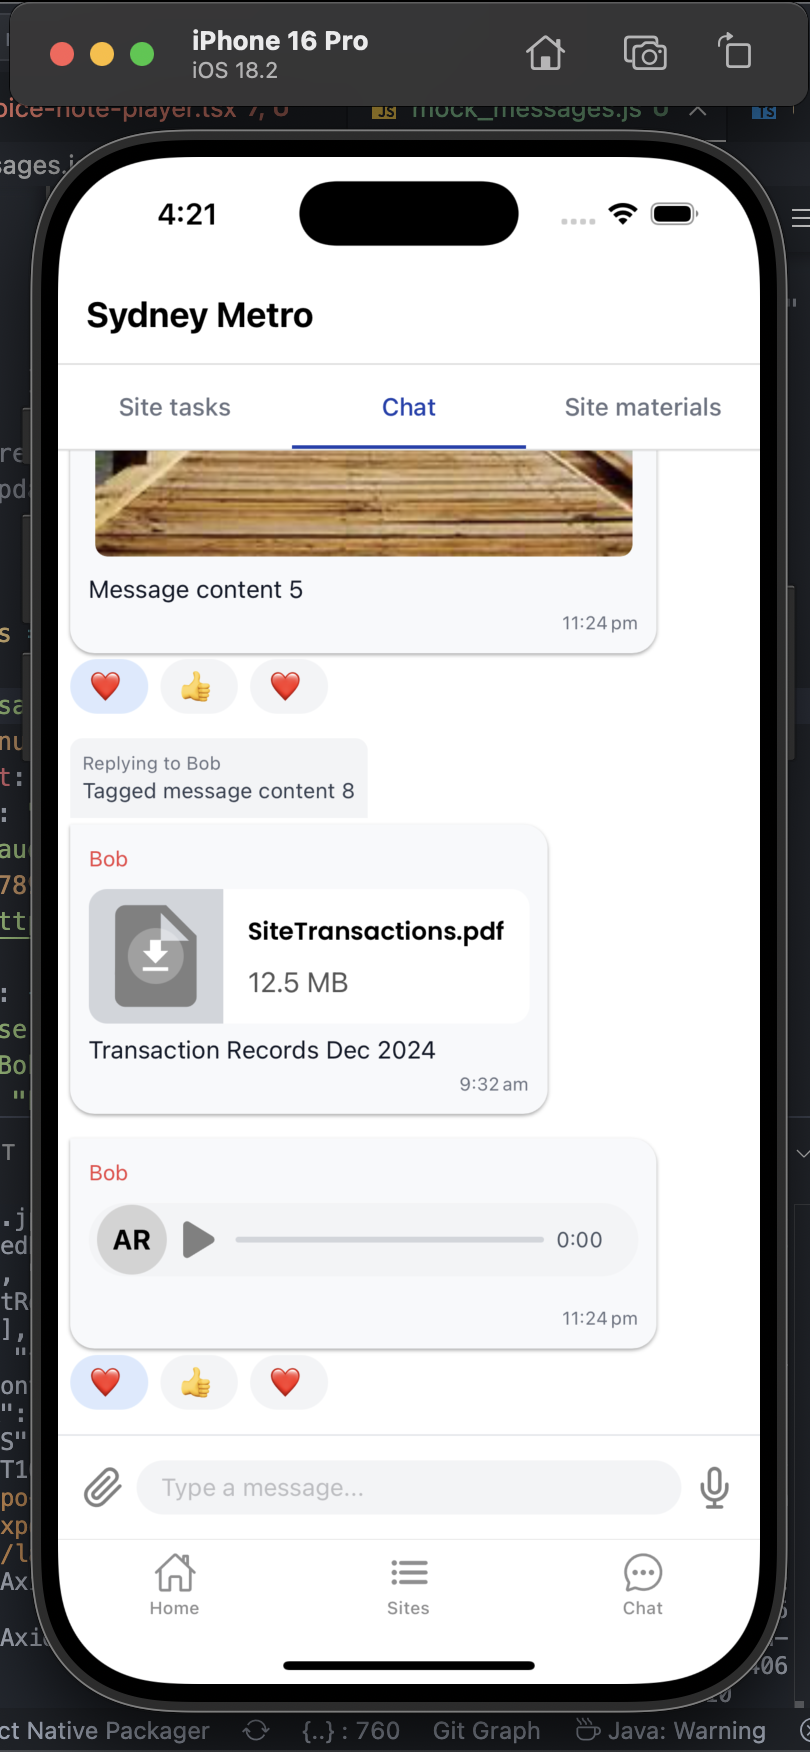 iPhone 16 Pro
iOS 18.2
oice-note-player.tsx 7, U
JS mock_messages.js U
TS
4:21
Sydney Metro
Site tasks
Chat
Site materials
Message content 5
11:24 pm
Replying to Bob
Tagged message content 8
Bob
SiteTransactions.pdf
12.5 MB
Transaction Records Dec 2024
9:32 am
Bob
AR
0:00
11:24 pm
Type a message...
Home
Sites
Chat
ct Native Packager
{..} : 760
Git Graph
Java: Warning